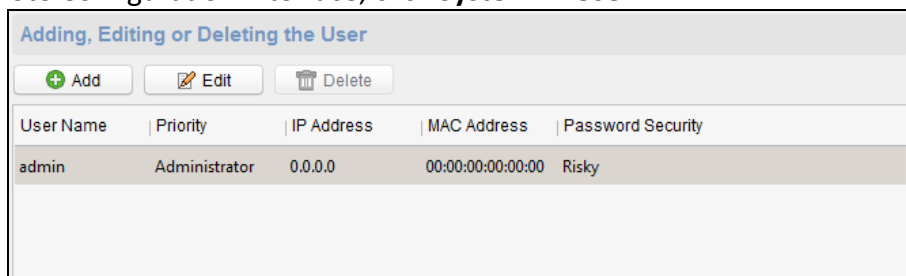 Adding, Editing or Deleting the User
Add Edit Delete
User Name Priority IP Address MAC Address Password Security
admin Administrator 0.0.0.0 00:00:00:00:00:00 Risky